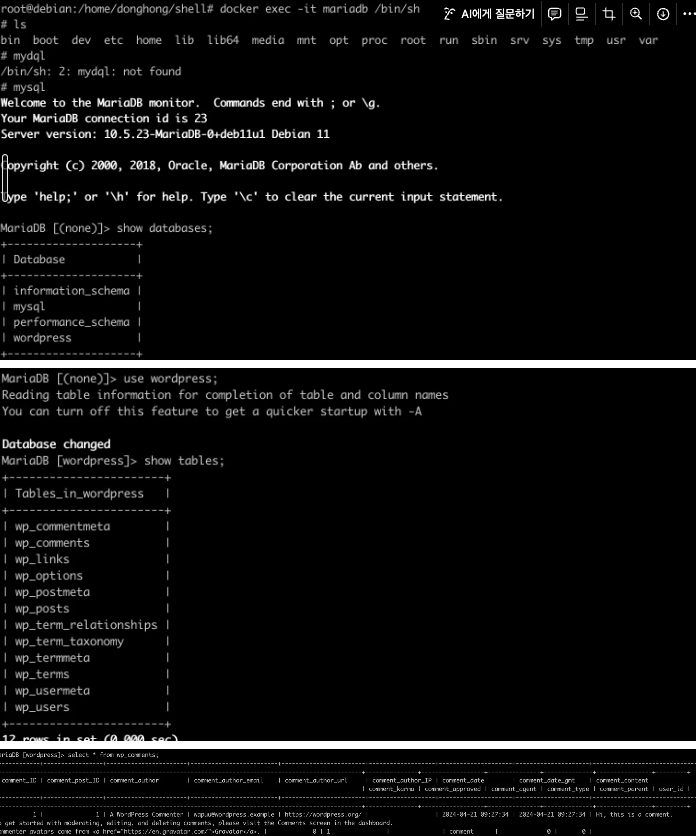 root@debian:/home/donghong/shell# docker exec -it mariadb /bin/sh
AI에게 질문하기
# ls
bin boot dev etc home lib lib64 media mnt opt proc root run sbin srv sys tmp usr var
# mydql
/bin/sh: 2: mydql: not found
# mysql
Welcome to the MariaDB monitor. Commands end with ; or \g.
Your MariaDB connection id is 23
Server version: 10.5.23-MariaDB-0+deb11u1 Debian 11
Copyright (c) 2000, 2018, Oracle, MariaDB Corporation Ab and others.
Type 'help;' or '\h' for help. Type '\c' to clear the current input statement.
MariaDB [(none)]> show databases;
+--------------------+
| Database |
+--------------------+
| information_schema |
| mysql |
| performance_schema |
| wordpress |
+--------------------+
MariaDB [(none)]> use wordpress;
Reading table information for completion of table and column names
You can turn off this feature to get a quicker startup with -A
Database changed
MariaDB [wordpress]> show tables;
+-----------------------+
| Tables_in_wordpress |
+-----------------------+
| wp_commentmeta |
| wp_comments |
| wp_links |
| wp_options |
| wp_postmeta |
| wp_posts |
| wp_term_relationships |
| wp_term_taxonomy |
| wp_termmeta |
| wp_terms |
| wp_usermeta |
| wp_users |
+-----------------------+
12 rows in set (0.000 sec)
ariaDB [wordpress]> select * from wp_comments;
comment_ID | comment_post_ID | comment_author | comment_author_email | comment_author_url | comment_author_IP | comment_date | comment_date_gmt | comment_content
| comment_karma | comment_approved | comment_agent | comment_type | comment_parent | user_id |
1 | 1 | A WordPress Commenter | wapuu@wordpress.example | https://wordpress.org/ | | 2024-04-21 09:27:34 | 2024-04-21 09:27:34 | Hi, this is a comment.
o get started with moderating, editing, and deleting comments, please visit the Comments screen in the dashboard.
ommenter avatars come from <a href="https://en.gravatar.com/">Gravatar</a>. | 0 | 1 | | comment | 0 | 0 |